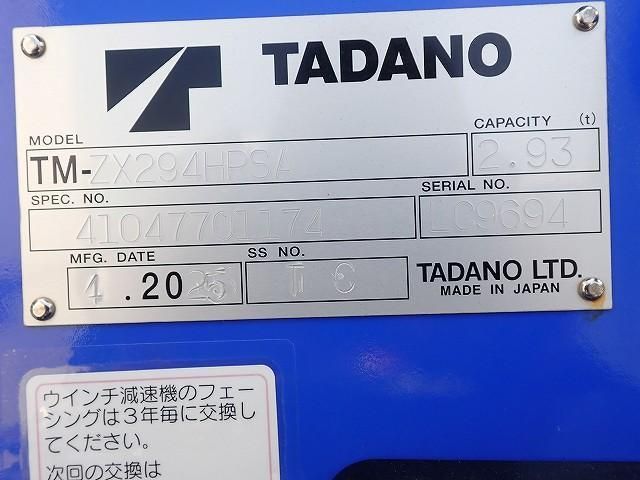 TADANO
MODEL
TM-ZX294HPSA
CAPACITY (t)
2.93
SPEC. NO.
41047701174
SERIAL NO.
LC9694
MFG. DATE
4 .2025
SS NO.
T C
TADANO LTD.
MADE IN JAPAN
ウインチ減速機のフェー
シングは3年毎に交換し
てください。
次回の交換は